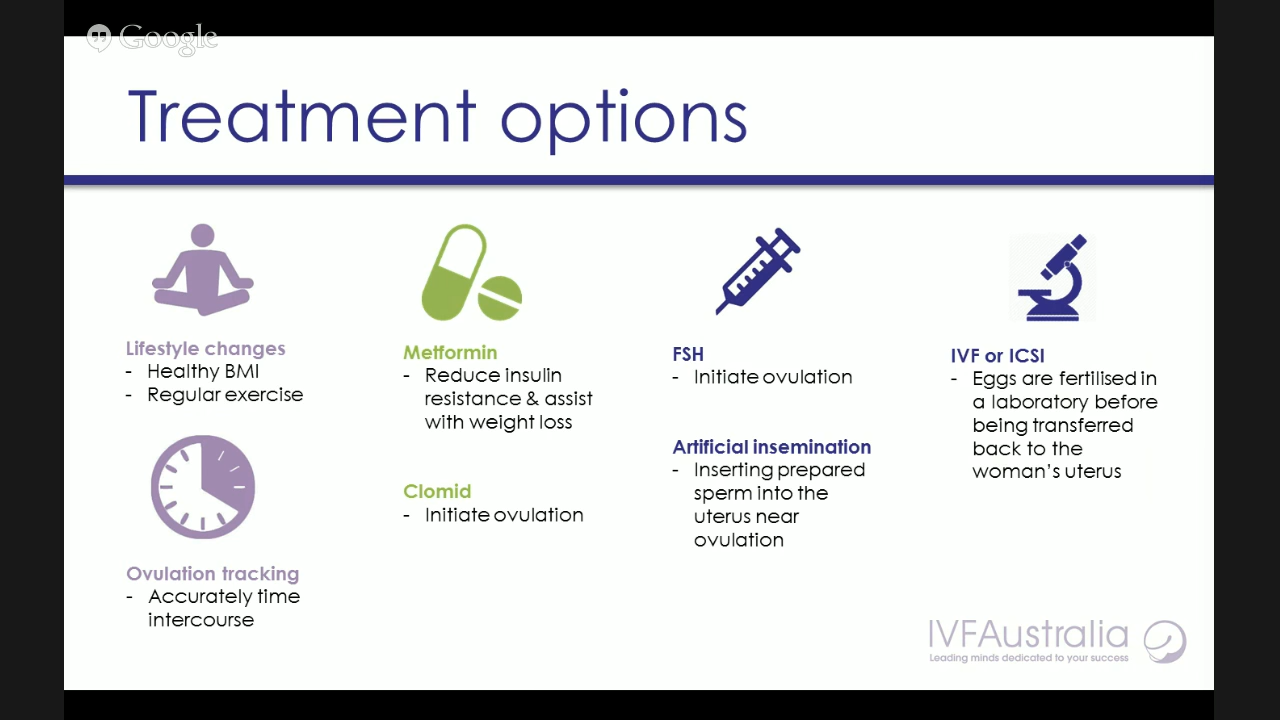 Google
Treatment options
Lifestyle changes
- Healthy BMI
- Regular exercise
Ovulation tracking
- Accurately time
intercourse
Metformin
- Reduce insulin
resistance & assist
with weight loss
Clomid
- Initiate ovulation
FSH
- Initiate ovulation
Artificial insemination
- Inserting prepared
sperm into the
uterus near
ovulation
IVF or ICSI
- Eggs are fertilised in
a laboratory before
being transferred
back to the
woman's uterus
IVFAustralia
Leading minds dedicated to your success